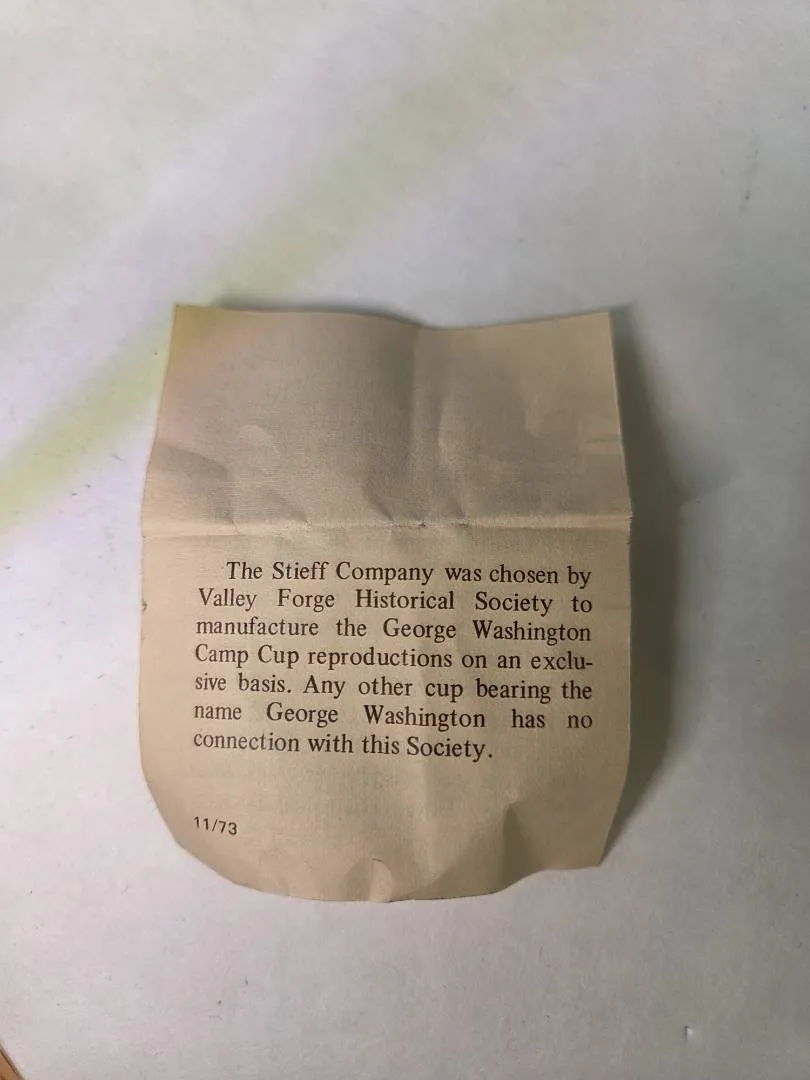 The Stieff Company was chosen by
Valley Forge Historical Society to
manufacture the George Washington
Camp Cup reproductions on an exclu-
sive basis. Any other cup bearing the
name George Washington has no
connection with this Society.
11/73